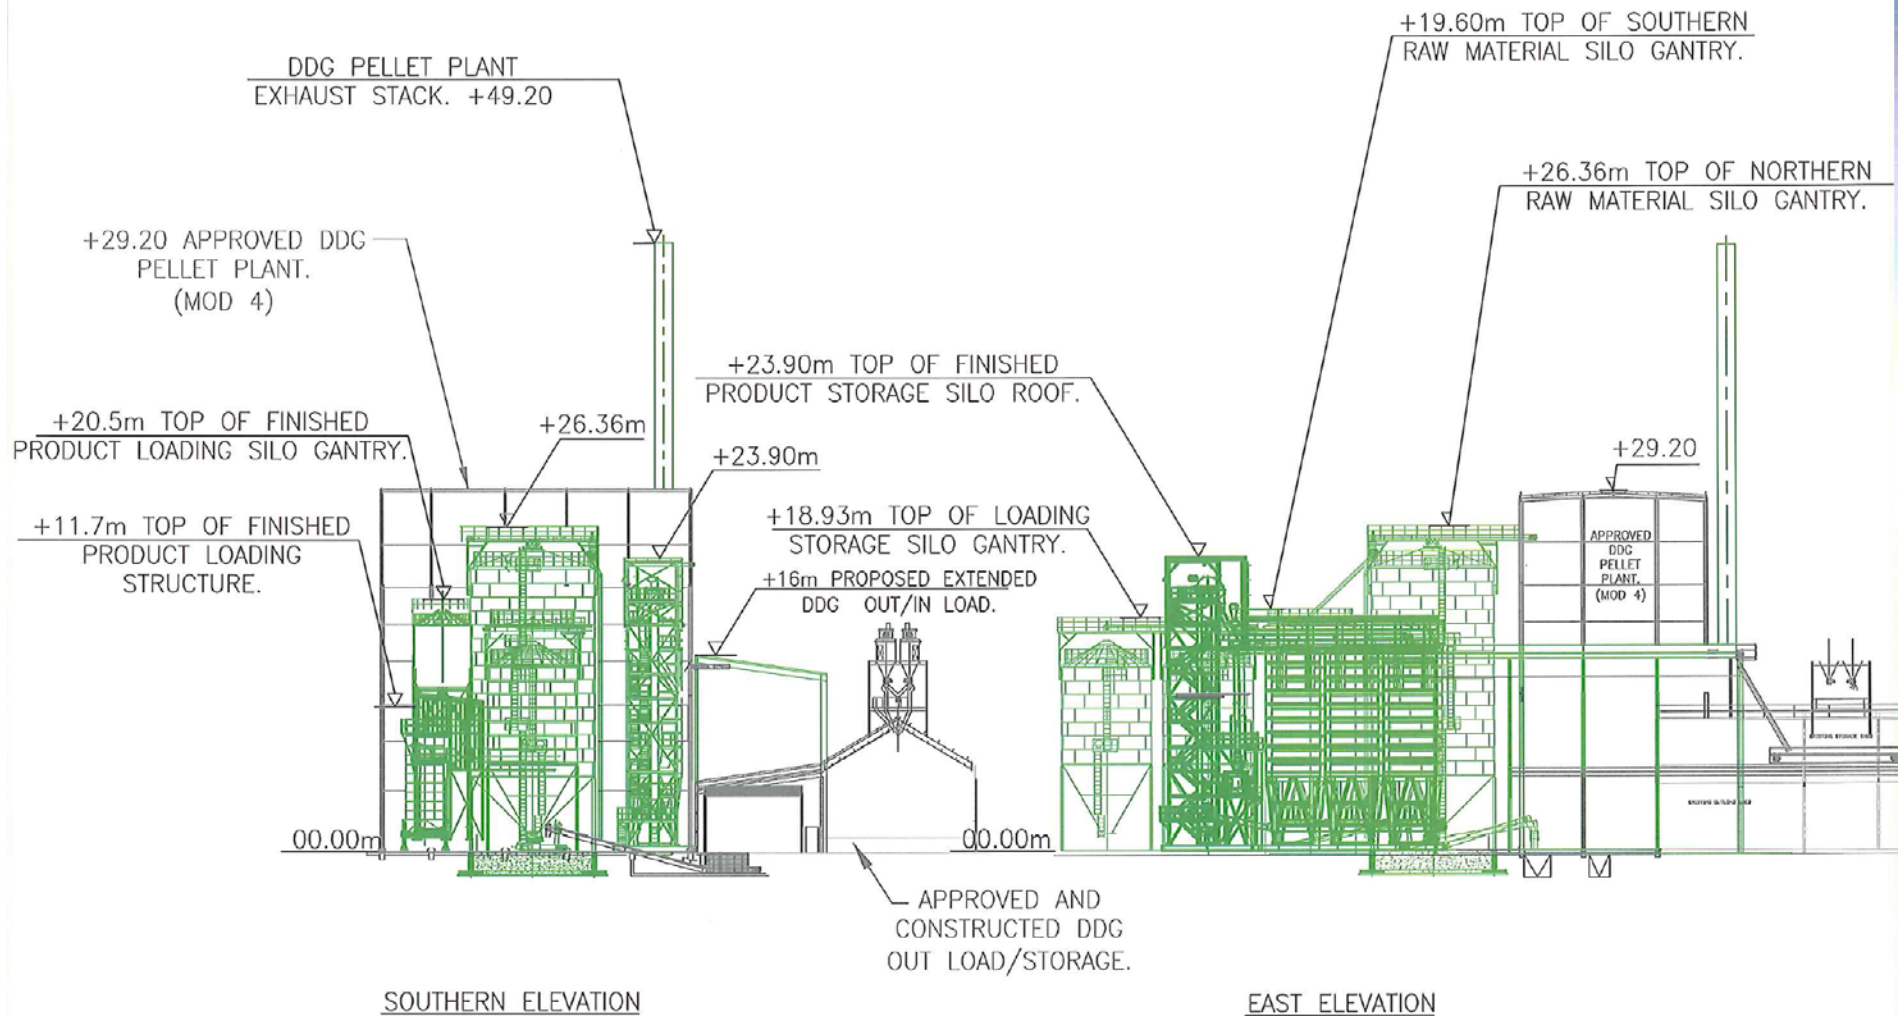 +19.60m TOP OF SOUTHERN
RAW MATERIAL SILO GANTRY.
DDG PELLET PLANT
EXHAUST STACK. +49.20
+26.36m TOP OF NORTHERN
RAW MATERIAL SILO GANTRY.
+29.20 APPROVED DDG
PELLET PLANT.
(MOD 4)
+23.90m TOP OF FINISHED
PRODUCT STORAGE SILO ROOF.
+20.5m TOP OF FINISHED
PRODUCT LOADING SILO GANTRY.
+26.36m
+23.90m
+29.20
+11.7m TOP OF FINISHED
PRODUCT LOADING
STRUCTURE.
+18.93m TOP OF LOADING
STORAGE SILO GANTRY.
+16m PROPOSED EXTENDED
DDG OUT/IN LOAD.
APPROVED
DDG
PELLET
PLANT.
(MOD 4)
00.00m
00.00m
APPROVED AND
CONSTRUCTED DDG
OUT LOAD/STORAGE.
SOUTHERN ELEVATION
EAST ELEVATION